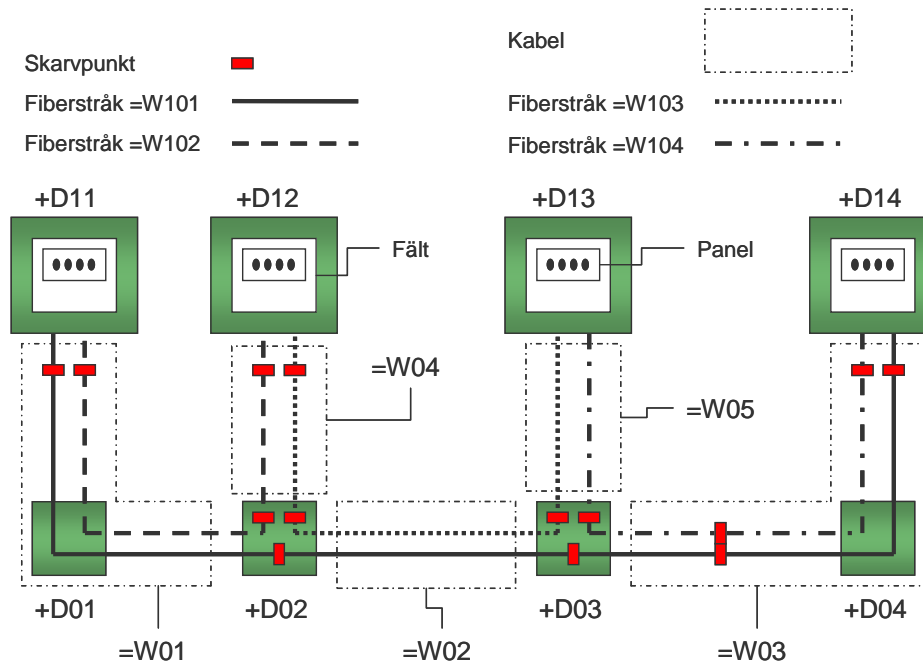 Skarvpunkt
Fiberstråk =W101
Fiberstråk =W102
Kabel
Fiberstråk =W103
Fiberstråk =W104
+D11
+D12
+D13
+D14
Fält
Panel
=W04
=W05
+D01
+D02
+D03
+D04
=W01
=W02
=W03